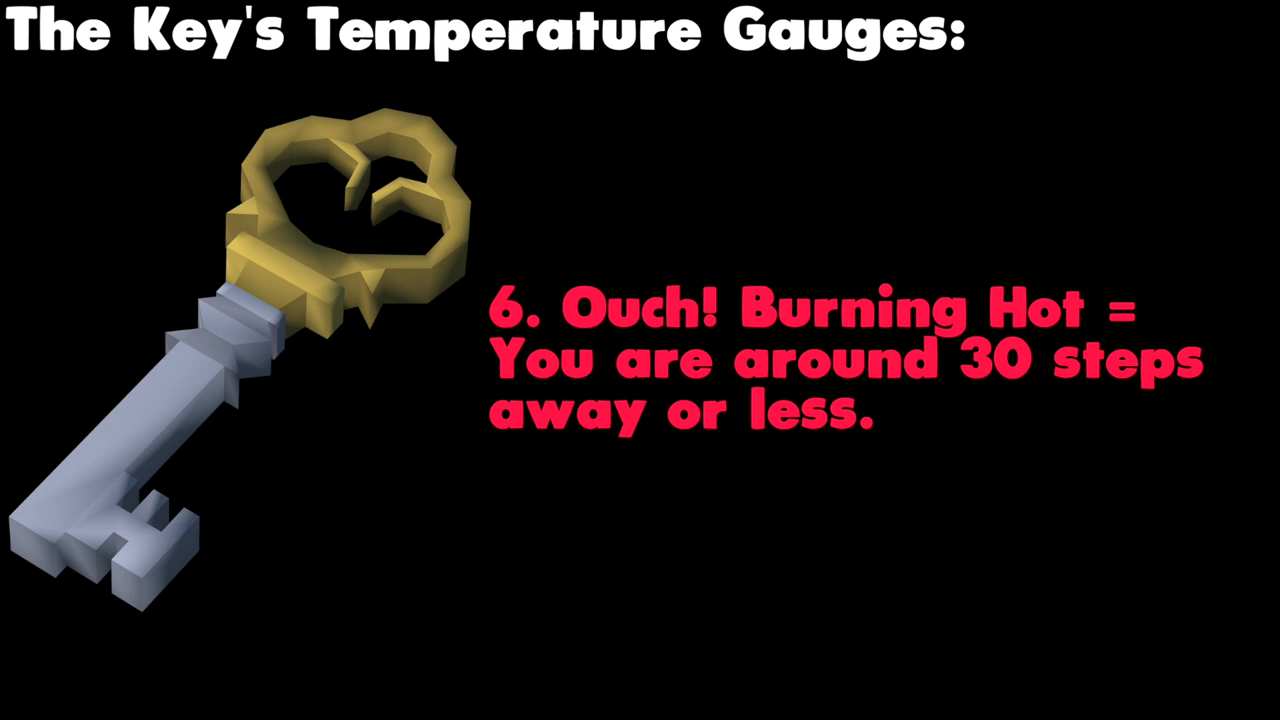 The Key's Temperature Gauges:
6. Ouch! Burning Hot =
You are around 30 steps
away or less.